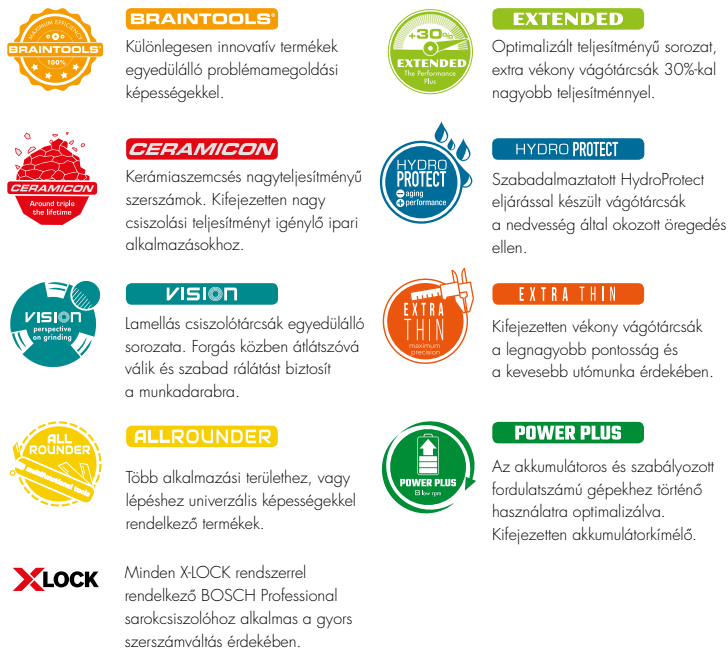 MAXIMUM EFFICIENCY
BRAINTOOLS®
100%
BRAINTOOLS®
Különlegesen innovatív termékek
egyedülálló problémamegoldási
képességekkel.
+30%
EXTENDED
The Performance
Plus
EXTENDED
Optimalizált teljesítményű sorozat,
extra vékony vágótárcsák 30%-kal
nagyobb teljesítménnyel.
CERAMICON
Around triple
the lifetime
CERAMICON
Kerámiaszemcsés nagyteljesítményű
szerszámok. Kifejezetten nagy
csiszolási teljesítményt igénylő ipari
alkalmazásokhoz.
HYDRO
PROTECT
aging
performance
HYDRO PROTECT
Szabadalmaztatott HydroProtect
eljárással készült vágótárcsák
a nedvesség által okozott öregedés
ellen.
VISION
perspective
on grinding
VISION
Lamellás csiszolótárcsák egyedülálló
sorozata. Forgás közben átlátszóvá
válik és szabad rálátást biztosít
a munkadarabra.
EXTRA
THIN
maximum
precision
EXTRA THIN
Kifejezetten vékony vágótárcsák
a legnagyobb pontosság és
a kevesebb utómunka érdekében.
ALL
ROUNDER
multifunctional tools
ALLROUNDER
Több alkalmazási területhez, vagy
lépéshez univerzális képességekkel
rendelkező termékek.
POWER PLUS
low rpm
POWER PLUS
Az akkumulátoros és szabályozott
fordulatszámú gépekhez történő
használatra optimalizálva.
Kifejezetten akkumulátorkímélő.
X-LOCK
Minden X-LOCK rendszerrel
rendelkező BOSCH Professional
sarokcsiszolóhoz alkalmas a gyors
szerszámváltás érdekében.